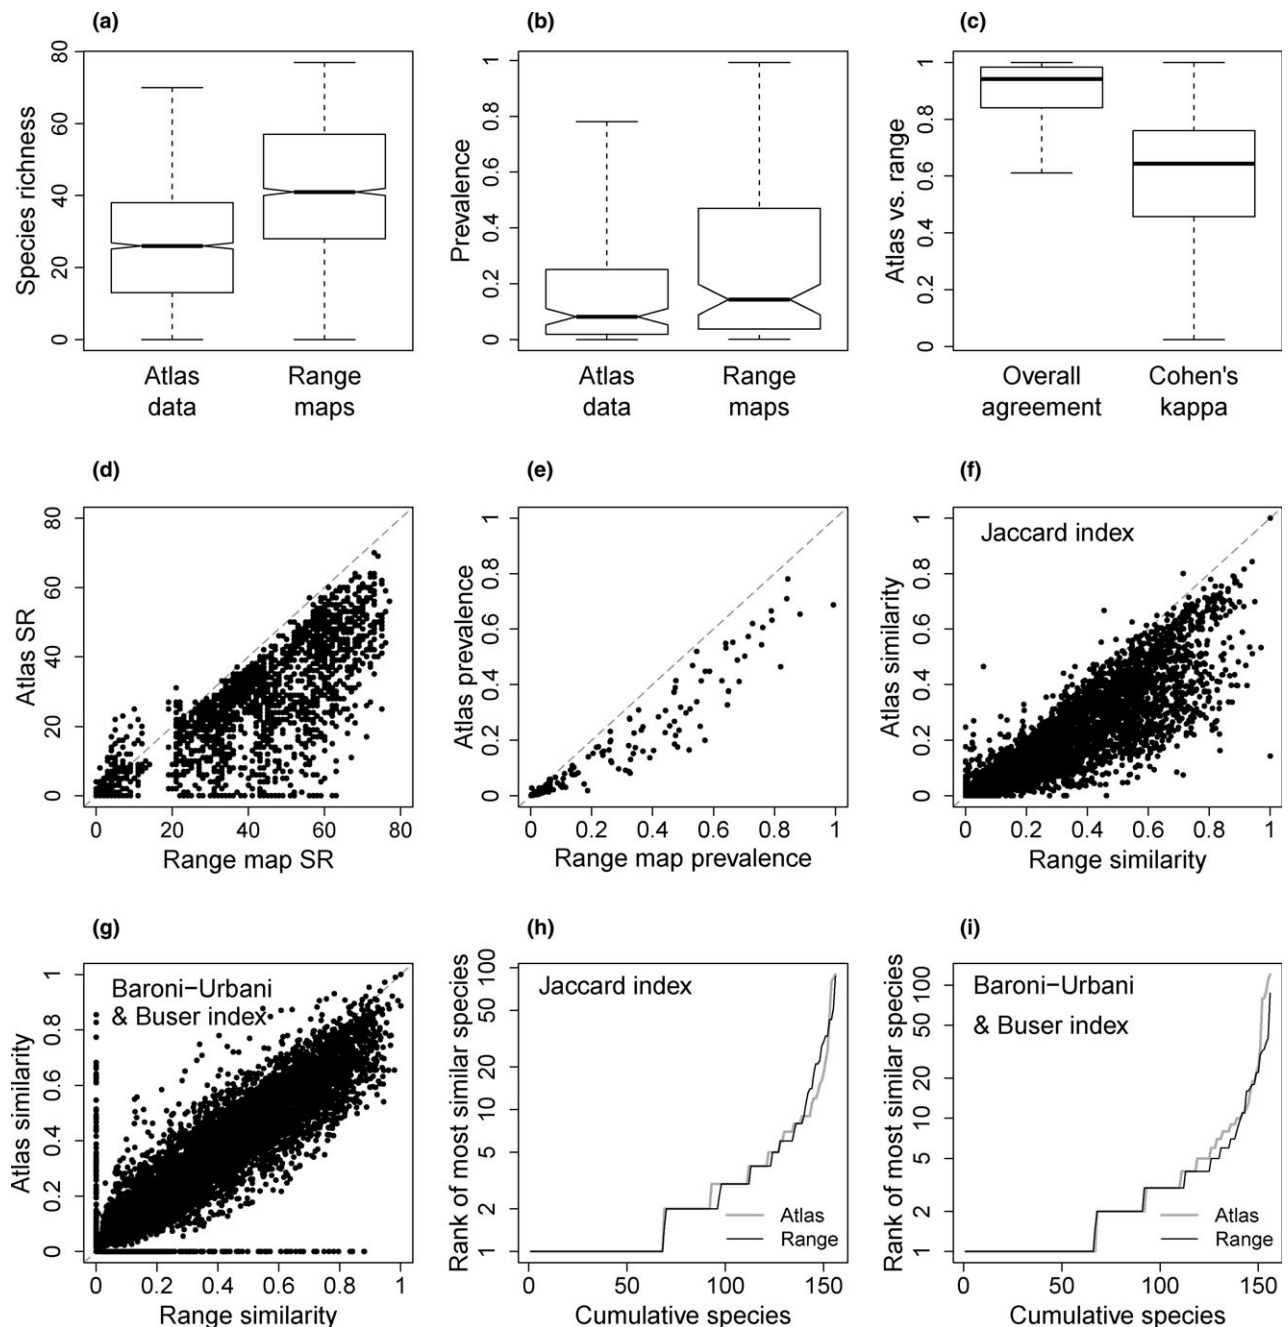 (a)
Species richness
0 20 40 60 80
Atlas data
Range maps
(b)
Prevalence
0 0.2 0.4 0.6 0.8 1
Atlas data
Range maps
(c)
Atlas vs. range
0 0.2 0.4 0.6 0.8 1
Overall agreement
Cohen's kappa
(d)
Atlas SR
0 20 40 60 80
0 20 40 60 80
Range map SR
(e)
Atlas prevalence
0 0.2 0.4 0.6 0.8 1
0 0.2 0.4 0.6 0.8 1
Range map prevalence
(f)
Jaccard index
Atlas similarity
0 0.2 0.4 0.6 0.8 1
0 0.2 0.4 0.6 0.8 1
Range similarity
(g)
Baroni−Urbani
& Buser index
Atlas similarity
0 0.2 0.4 0.6 0.8 1
0 0.2 0.4 0.6 0.8 1
Range similarity
(h)
Jaccard index
Rank of most similar species
1 2 5 10 20 50 100
Atlas
Range
0 50 100 150
Cumulative species
(i)
Baroni−Urbani
& Buser index
Rank of most similar species
1 2 5 10 20 50 100
Atlas
Range
0 50 100 150
Cumulative species